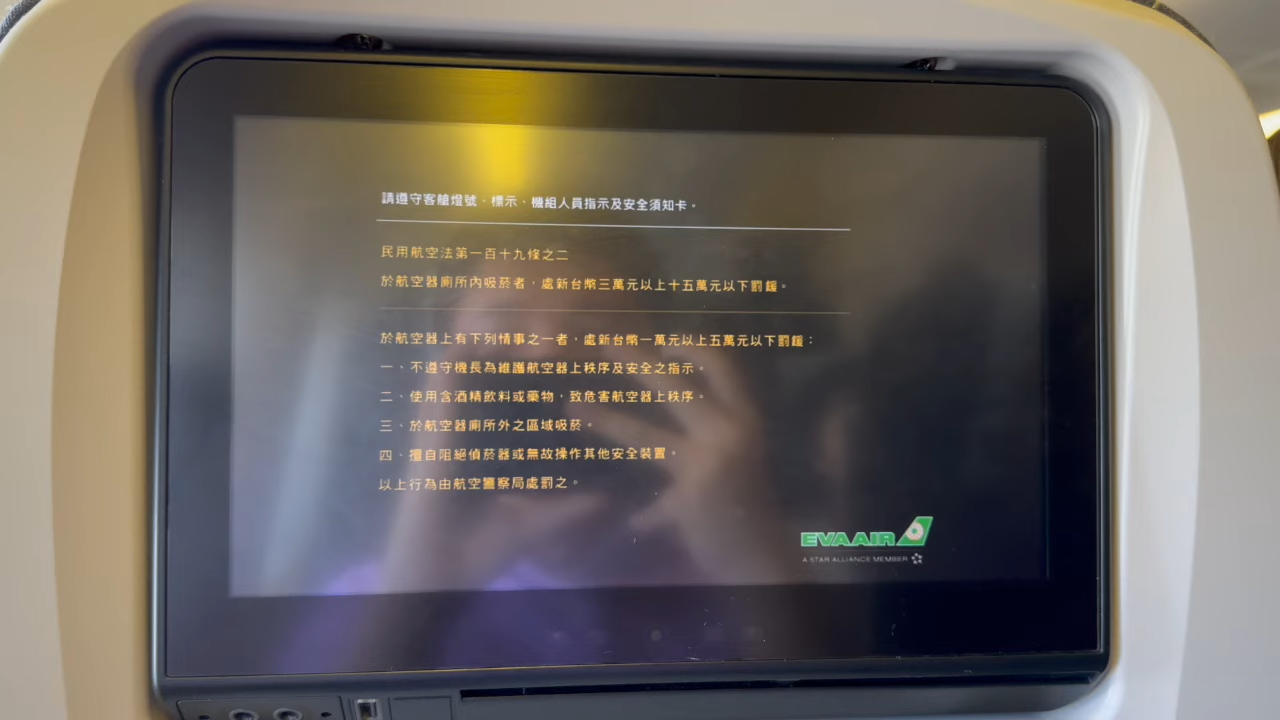 請遵守客艙燈號、標示、機組人員指示及安全須知卡。
民用航空法第一百十九條之二
於航空器廁所內吸菸者，處新台幣三萬元以上十五萬元以下罰鍰。
於航空器上有下列情事之一者，處新台幣一萬元以上五萬元以下罰鍰：
一、不遵守機長為維護航空器上秩序及安全之指示。
二、使用含酒精飲料或藥物，致危害航空器上秩序。
三、於航空器廁所外之區域吸菸。
四、擅自阻絕偵菸器或無故操作其他安全裝置。
以上行為由航空警察局處罰之。
EVA AIR
A STAR ALLIANCE MEMBER